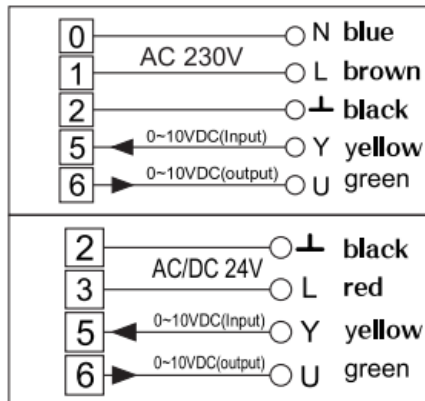 0 N blue
AC 230V
1 L brown
2 ⊥ black
5 0~10VDC(Input) Y yellow
6 0~10VDC(output) U green
2 ⊥ black
AC/DC 24V
3 L red
5 0~10VDC(Input) Y yellow
6 0~10VDC(output) U green